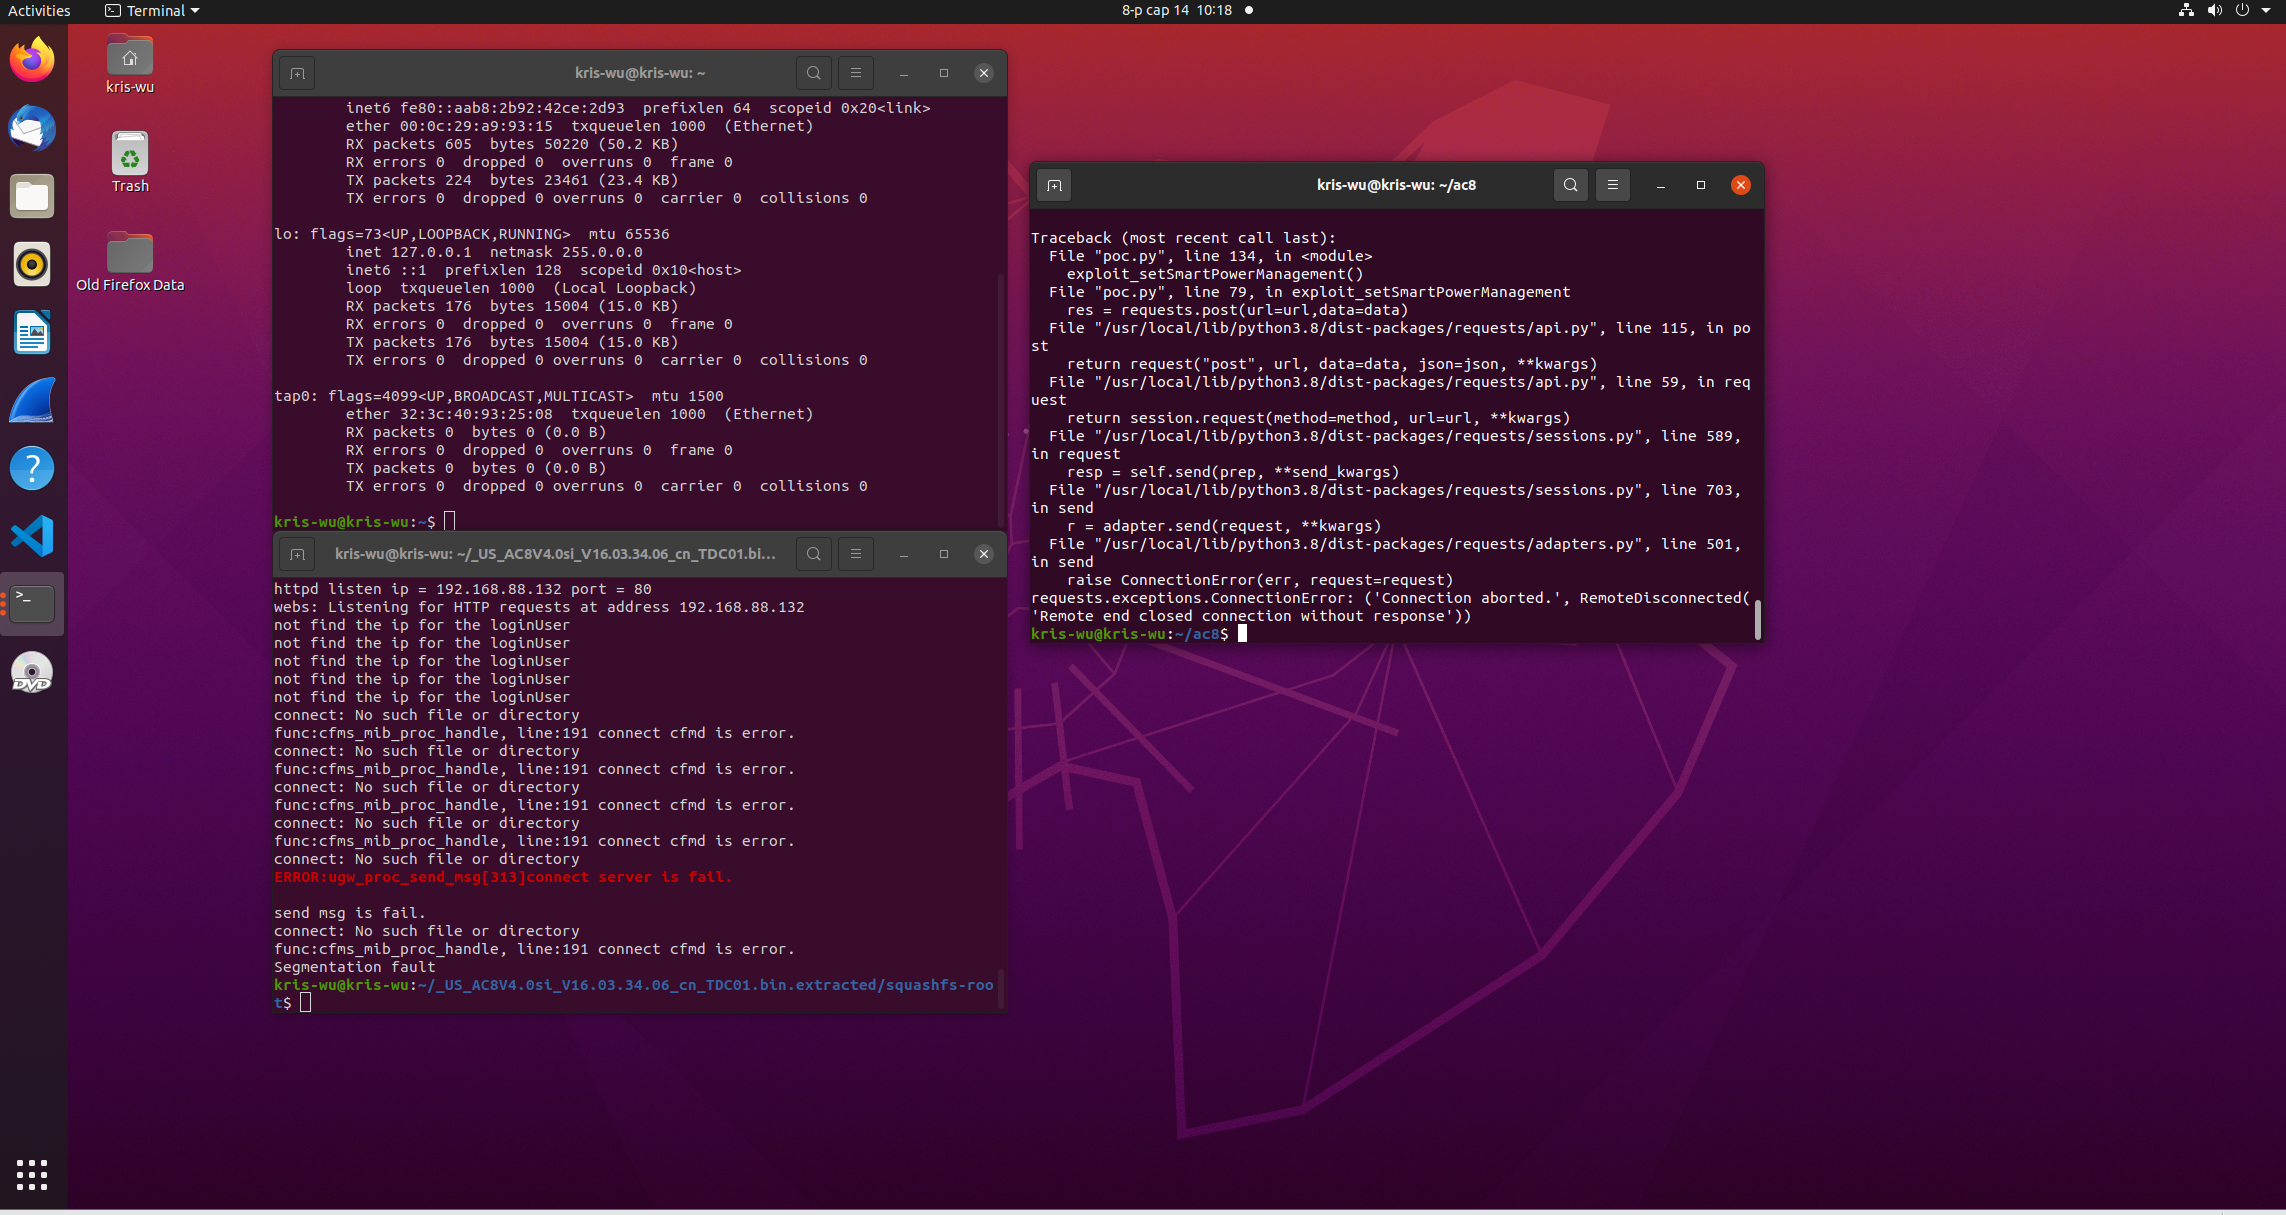 Activities
Terminal
8-р сар 14 10:18
kris-wu
Trash
Old Firefox Data
kris-wu@kris-wu: ~
inet6 fe80::aab8:2b92:42ce:2d93  prefixlen 64  scopeid 0x20<link>
ether 00:0c:29:a9:93:15  txqueuelen 1000  (Ethernet)
RX packets 605  bytes 50220 (50.2 KB)
RX errors 0  dropped 0  overruns 0  frame 0
TX packets 224  bytes 23461 (23.4 KB)
TX errors 0  dropped 0 overruns 0  carrier 0  collisions 0
lo: flags=73<UP,LOOPBACK,RUNNING>  mtu 65536
inet 127.0.0.1  netmask 255.0.0.0
inet6 ::1  prefixlen 128  scopeid 0x10<host>
loop  txqueuelen 1000  (Local Loopback)
RX packets 176  bytes 15004 (15.0 KB)
RX errors 0  dropped 0  overruns 0  frame 0
TX packets 176  bytes 15004 (15.0 KB)
TX errors 0  dropped 0 overruns 0  carrier 0  collisions 0
tap0: flags=4099<UP,BROADCAST,MULTICAST>  mtu 1500
ether 32:3c:40:93:25:08  txqueuelen 1000  (Ethernet)
RX packets 0  bytes 0 (0.0 B)
RX errors 0  dropped 0  overruns 0  frame 0
TX packets 0  bytes 0 (0.0 B)
TX errors 0  dropped 0 overruns 0  carrier 0  collisions 0
kris-wu@kris-wu:~$
kris-wu@kris-wu: ~/_US_AC8V4.0si_V16.03.34.06_cn_TDC01.bi...
httpd listen ip = 192.168.88.132 port = 80
webs: Listening for HTTP requests at address 192.168.88.132
not find the ip for the loginUser
not find the ip for the loginUser
not find the ip for the loginUser
not find the ip for the loginUser
not find the ip for the loginUser
connect: No such file or directory
func:cfms_mib_proc_handle, line:191 connect cfmd is error.
connect: No such file or directory
func:cfms_mib_proc_handle, line:191 connect cfmd is error.
connect: No such file or directory
func:cfms_mib_proc_handle, line:191 connect cfmd is error.
connect: No such file or directory
func:cfms_mib_proc_handle, line:191 connect cfmd is error.
connect: No such file or directory
ERROR:ugw_proc_send_msg[313]connect server is fail.
send msg is fail.
connect: No such file or directory
func:cfms_mib_proc_handle, line:191 connect cfmd is error.
Segmentation fault
kris-wu@kris-wu:~/_US_AC8V4.0si_V16.03.34.06_cn_TDC01.bin.extracted/squashfs-roo
t$
kris-wu@kris-wu: ~/ac8
Traceback (most recent call last):
File "poc.py", line 134, in <module>
exploit_setSmartPowerManagement()
File "poc.py", line 79, in exploit_setSmartPowerManagement
res = requests.post(url=url,data=data)
File "/usr/local/lib/python3.8/dist-packages/requests/api.py", line 115, in po
st
return request("post", url, data=data, json=json, **kwargs)
File "/usr/local/lib/python3.8/dist-packages/requests/api.py", line 59, in req
uest
return session.request(method=method, url=url, **kwargs)
File "/usr/local/lib/python3.8/dist-packages/requests/sessions.py", line 589,
in request
resp = self.send(prep, **send_kwargs)
File "/usr/local/lib/python3.8/dist-packages/requests/sessions.py", line 703,
in send
r = adapter.send(request, **kwargs)
File "/usr/local/lib/python3.8/dist-packages/requests/adapters.py", line 501,
in send
raise ConnectionError(err, request=request)
requests.exceptions.ConnectionError: ('Connection aborted.', RemoteDisconnected(
'Remote end closed connection without response'))
kris-wu@kris-wu:~/ac8$
DVD